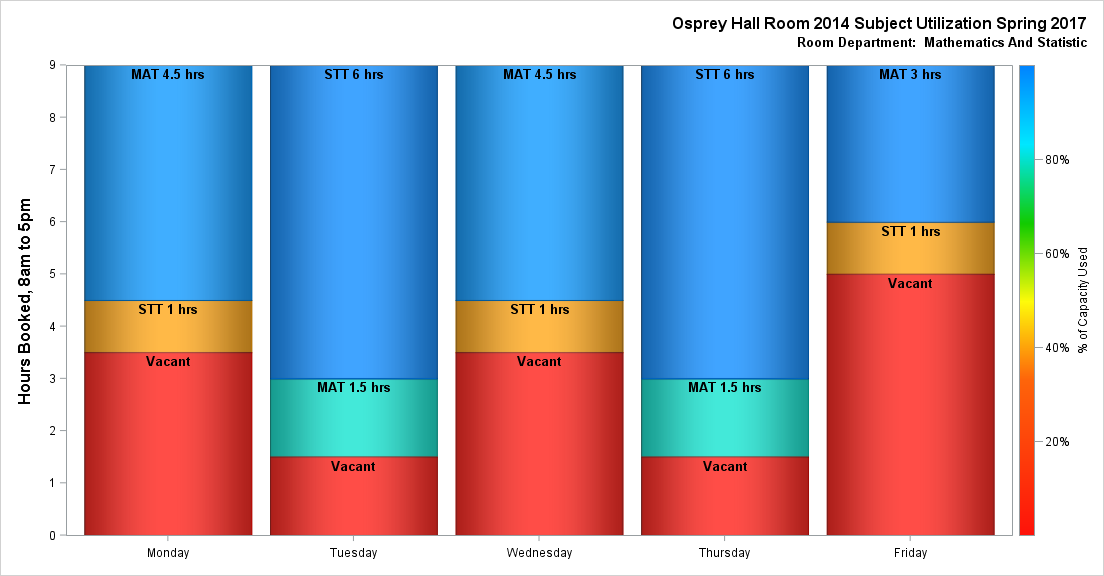 Osprey Hall Room 2014 Subject Utilization Spring 2017
Room Department: Mathematics And Statistic
Hours Booked, 8am to 5pm
9
8
7
6
5
4
3
2
1
0
MAT 4.5 hrs
STT 1 hrs
Vacant
STT 6 hrs
MAT 1.5 hrs
Vacant
MAT 4.5 hrs
STT 1 hrs
Vacant
STT 6 hrs
MAT 1.5 hrs
Vacant
MAT 3 hrs
STT 1 hrs
Vacant
Monday
Tuesday
Wednesday
Thursday
Friday
80%
60%
40%
20%
% of Capacity Used